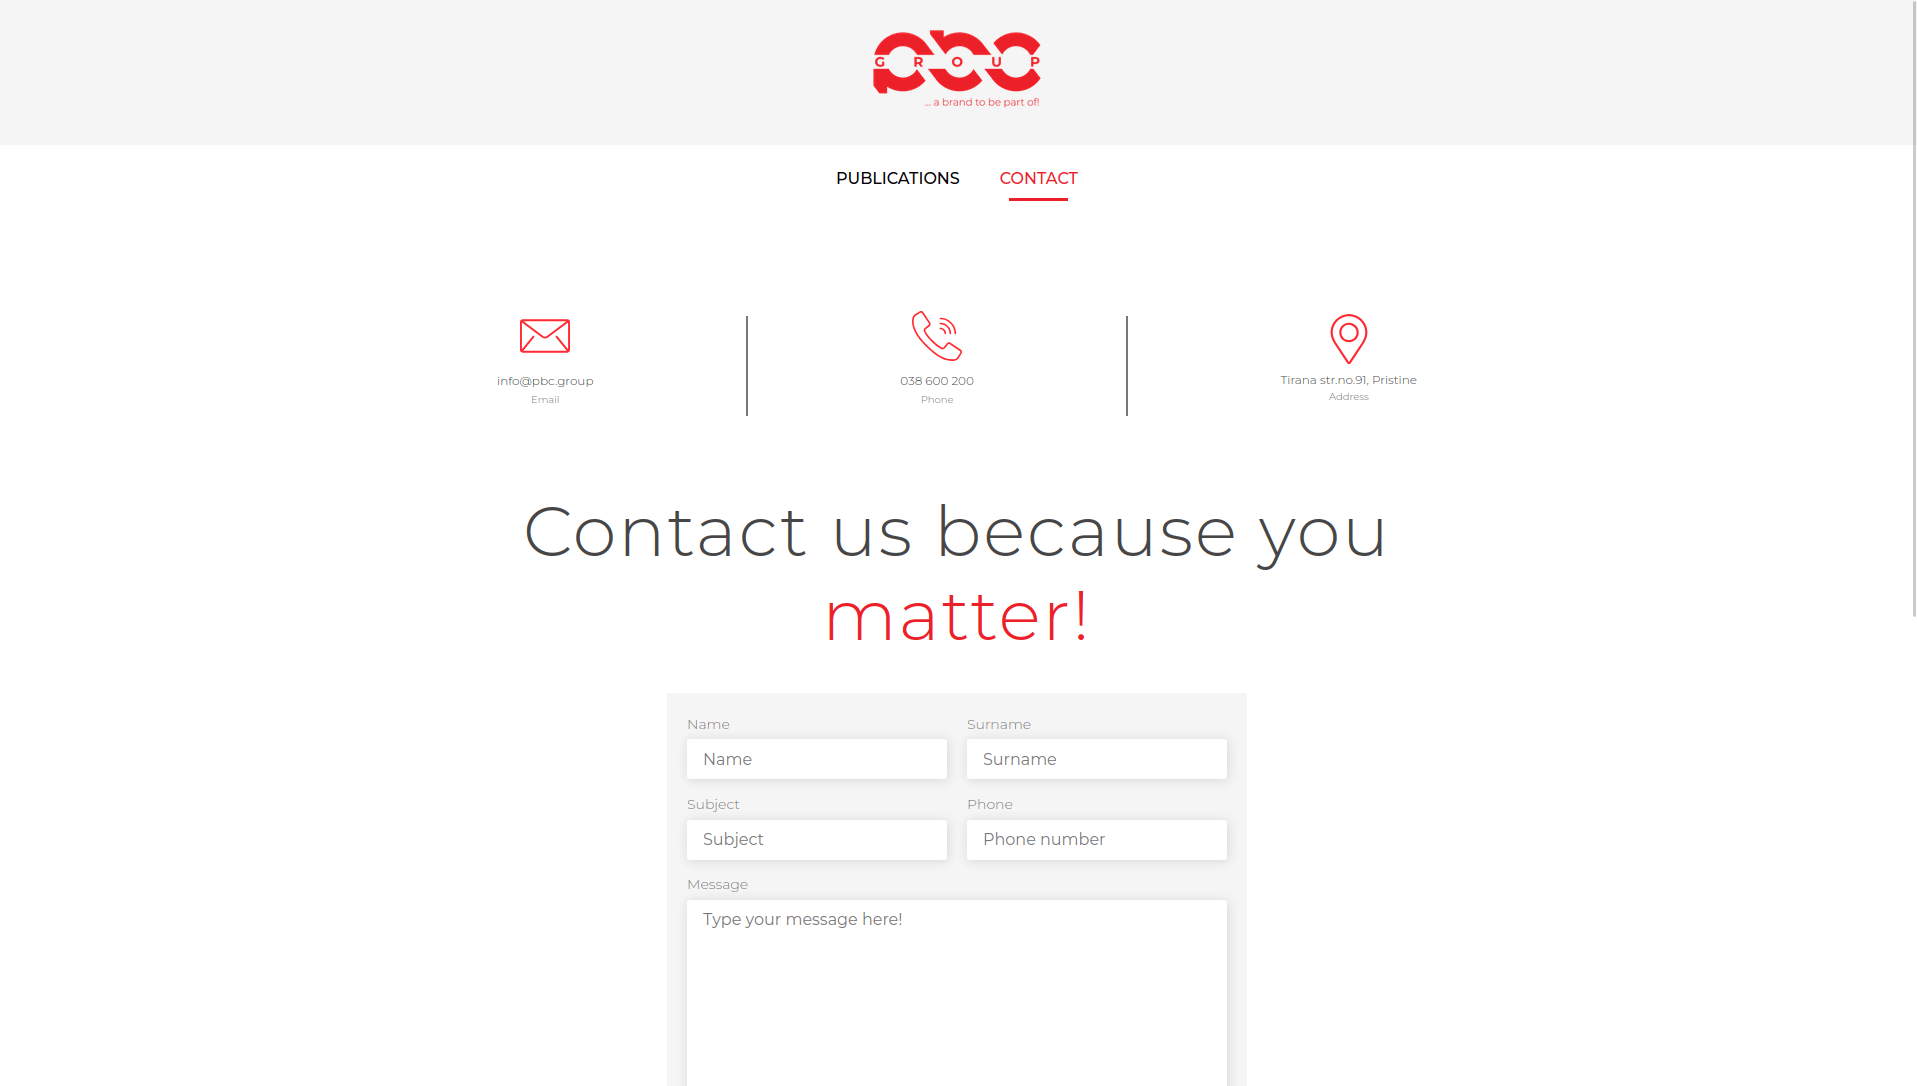 pbc
GROUP
... a brand to be part of!
PUBLICATIONS
CONTACT
info@pbc.group
Email
038 600 200
Phone
Tirana str.no.91, Pristine
Address
Contact us because you
matter!
Name
Surname
Name
Surname
Subject
Phone
Subject
Phone number
Message
Type your message here!